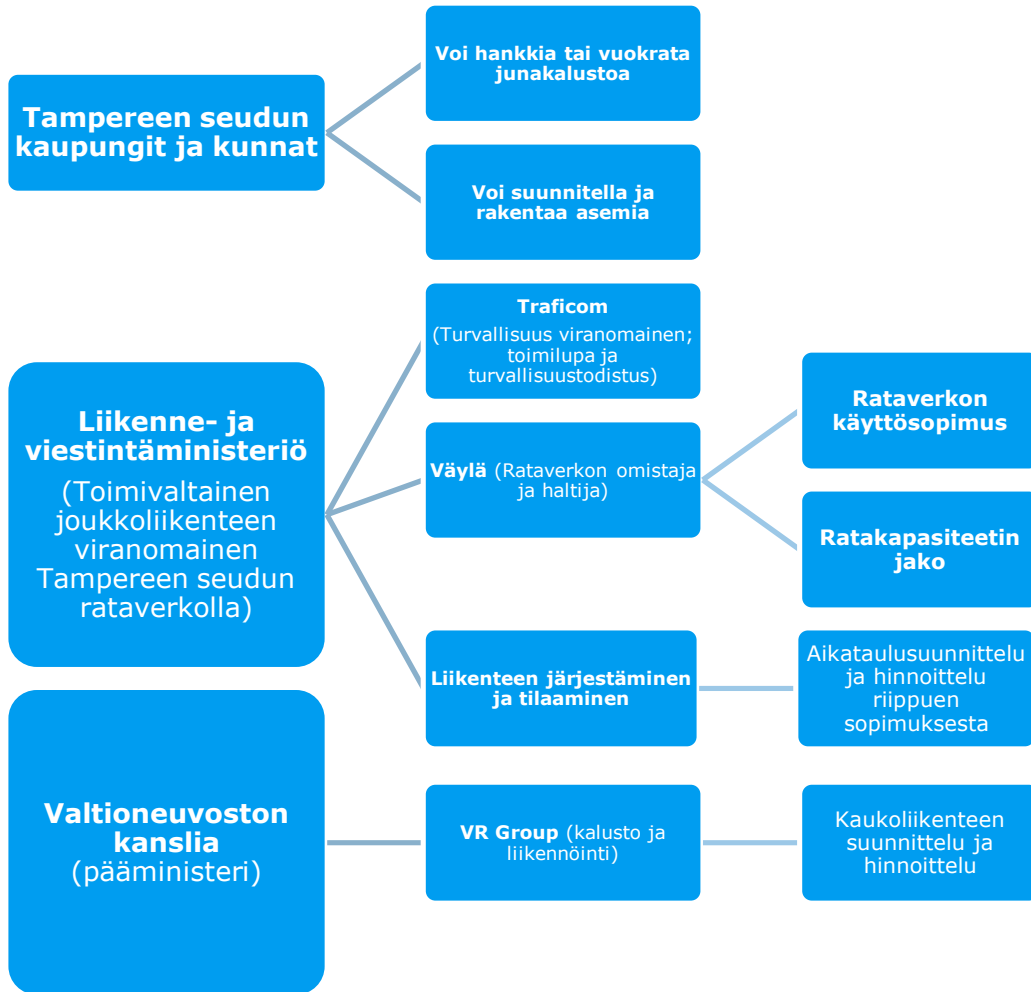 Tampereen seudun
kaupungit ja kunnat
Voi hankkia tai vuokrata
junakalustoa
Voi suunnitella ja
rakentaa asemia
Liikenne- ja
viestintäministeriö
(Toimivaltainen
joukkoliikenteen
viranomainen
Tampereen seudun
rataverkolla)
Traficom
(Turvallisuus viranomainen;
toimilupa ja
turvallisuustodistus)
Väylä (Rataverkon omistaja
ja haltija)
Rataverkon
käyttösopimus
Ratakapasiteetin
jako
Liikenteen järjestäminen
ja tilaaminen
Aikataulusuunnittelu
ja hinnoittelu
riippuen
sopimuksesta
Valtioneuvoston
kanslia
(pääministeri)
VR Group (kalusto ja
liikennöinti)
Kaukoliikenteen
suunnittelu ja
hinnoittelu